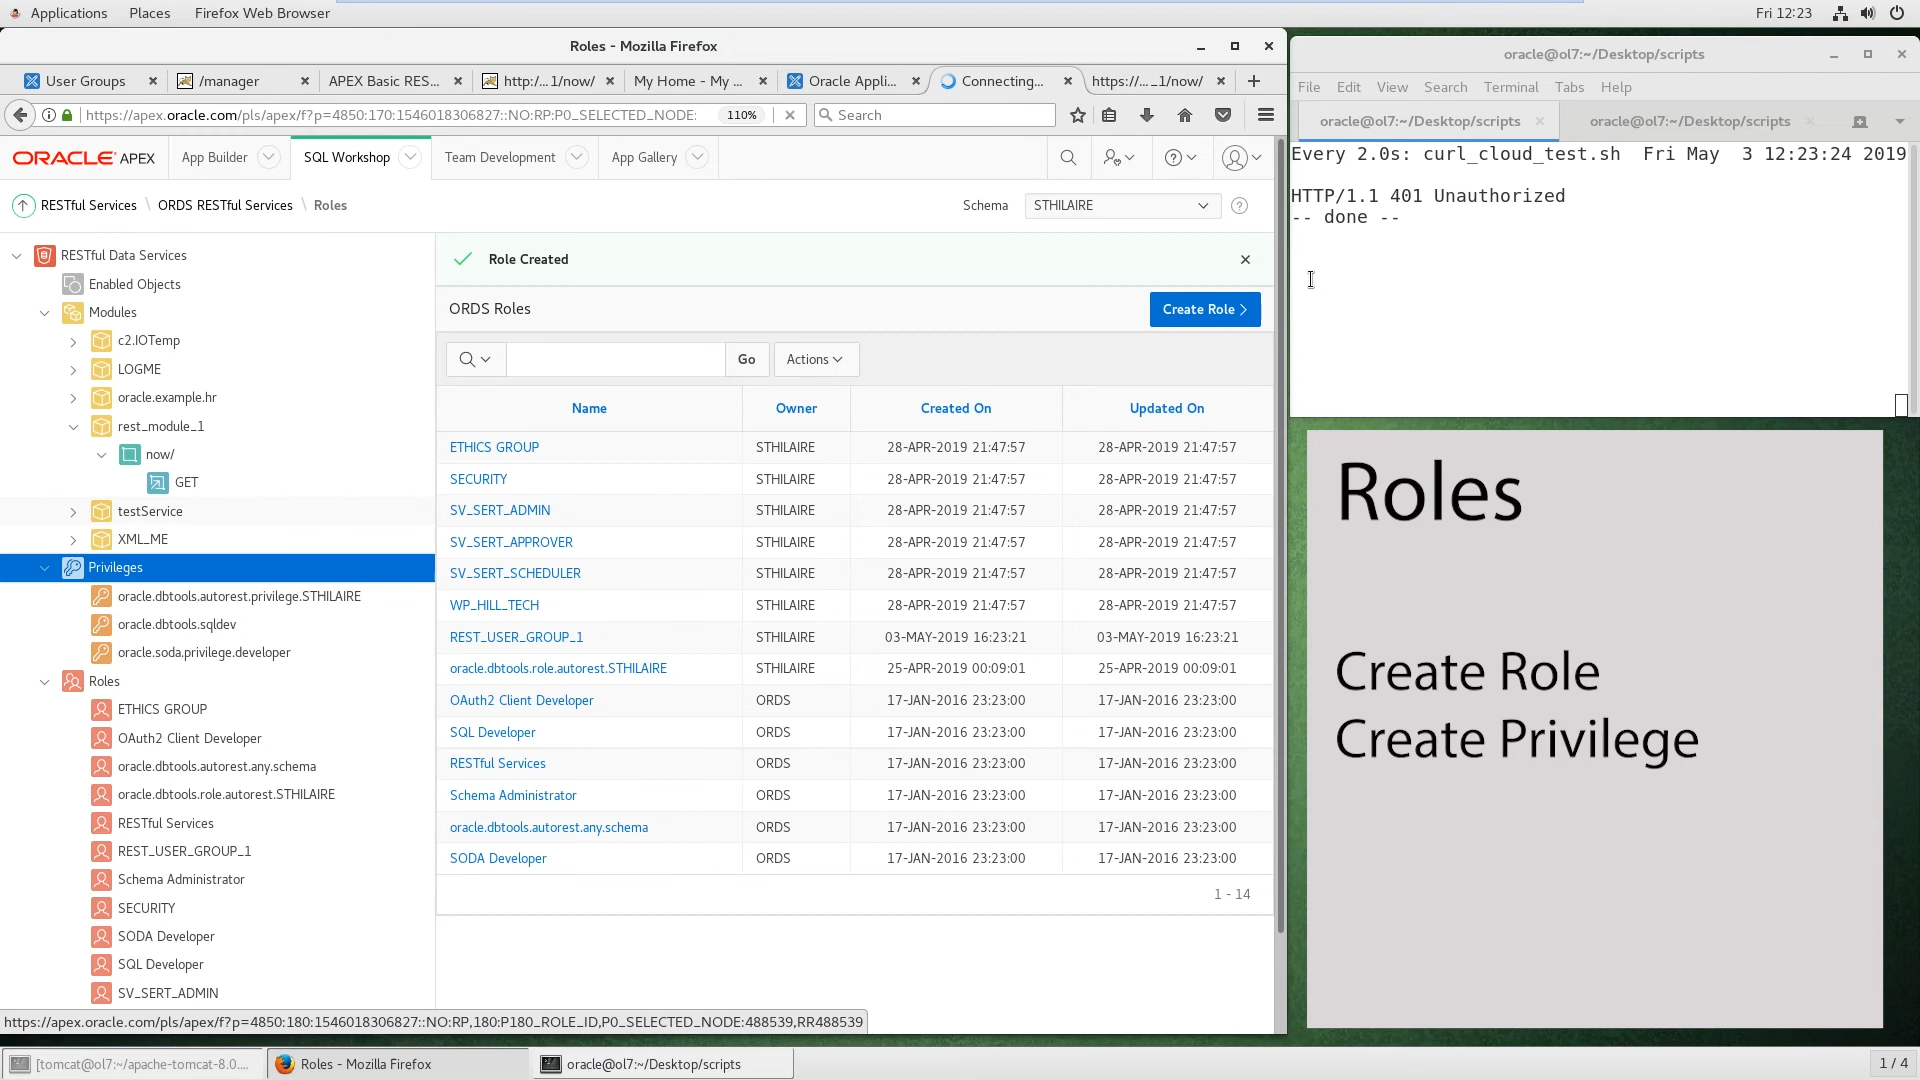 Applications
Places
Firefox Web Browser
Fri 12:23
Roles - Mozilla Firefox
User Groups
/manager
APEX Basic RES...
http:/...1/now/
My Home - My ...
Oracle Appli...
Connecting...
https://..._1/now/
https://apex.oracle.com/pls/apex/f?p=4850:170:1546018306827::NO:RP:P0_SELECTED_NODE:
110%
Search
ORACLE APEX
App Builder
SQL Workshop
Team Development
App Gallery
RESTful Services \ ORDS RESTful Services \ Roles
Schema
STHILAIRE
RESTful Data Services
Enabled Objects
Modules
c2.IOTemp
LOGME
oracle.example.hr
rest_module_1
now/
GET
testService
XML_ME
Privileges
oracle.dbtools.autorest.privilege.STHILAIRE
oracle.dbtools.sqldev
oracle.soda.privilege.developer
Roles
ETHICS GROUP
OAuth2 Client Developer
oracle.dbtools.autorest.any.schema
oracle.dbtools.role.autorest.STHILAIRE
RESTful Services
REST_USER_GROUP_1
Schema Administrator
SECURITY
SODA Developer
SQL Developer
SV_SERT_ADMIN
Role Created
ORDS Roles
Create Role
Go
Actions
Name Owner Created On Updated On
ETHICS GROUP STHILAIRE 28-APR-2019 21:47:57 28-APR-2019 21:47:57
SECURITY STHILAIRE 28-APR-2019 21:47:57 28-APR-2019 21:47:57
SV_SERT_ADMIN STHILAIRE 28-APR-2019 21:47:57 28-APR-2019 21:47:57
SV_SERT_APPROVER STHILAIRE 28-APR-2019 21:47:57 28-APR-2019 21:47:57
SV_SERT_SCHEDULER STHILAIRE 28-APR-2019 21:47:57 28-APR-2019 21:47:57
WP_HILL_TECH STHILAIRE 28-APR-2019 21:47:57 28-APR-2019 21:47:57
REST_USER_GROUP_1 STHILAIRE 03-MAY-2019 16:23:21 03-MAY-2019 16:23:21
oracle.dbtools.role.autorest.STHILAIRE STHILAIRE 25-APR-2019 00:09:01 25-APR-2019 00:09:01
OAuth2 Client Developer ORDS 17-JAN-2016 23:23:00 17-JAN-2016 23:23:00
SQL Developer ORDS 17-JAN-2016 23:23:00 17-JAN-2016 23:23:00
RESTful Services ORDS 17-JAN-2016 23:23:00 17-JAN-2016 23:23:00
Schema Administrator ORDS 17-JAN-2016 23:23:00 17-JAN-2016 23:23:00
oracle.dbtools.autorest.any.schema ORDS 17-JAN-2016 23:23:00 17-JAN-2016 23:23:00
SODA Developer ORDS 17-JAN-2016 23:23:00 17-JAN-2016 23:23:00
1 - 14
https://apex.oracle.com/pls/apex/f?p=4850:180:1546018306827::NO:RP,180:P180_ROLE_ID,P0_SELECTED_NODE:488539,RR488539
oracle@ol7:~/Desktop/scripts
File Edit View Search Terminal Tabs Help
oracle@ol7:~/Desktop/scripts
oracle@ol7:~/Desktop/scripts
Every 2.0s: curl_cloud_test.sh Fri May 3 12:23:24 2019
HTTP/1.1 401 Unauthorized
-- done --
Roles
Create Role
Create Privilege
[tomcat@ol7:~/apache-tomcat-8.0....
Roles - Mozilla Firefox
oracle@ol7:~/Desktop/scripts
1 / 4